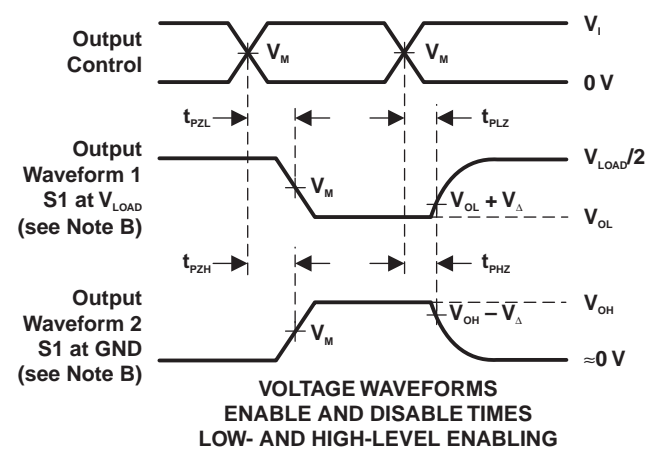 Output
Control
V_M
V_M
V_I
0 V
t_PZL
t_PLZ
Output
Waveform 1
S1 at V_LOAD
(see Note B)
V_M
V_OL + V_Δ
V_LOAD/2
V_OL
t_PZH
t_PHZ
Output
Waveform 2
S1 at GND
(see Note B)
V_M
V_OH – V_Δ
V_OH
≈0 V
VOLTAGE WAVEFORMS
ENABLE AND DISABLE TIMES
LOW- AND HIGH-LEVEL ENABLING